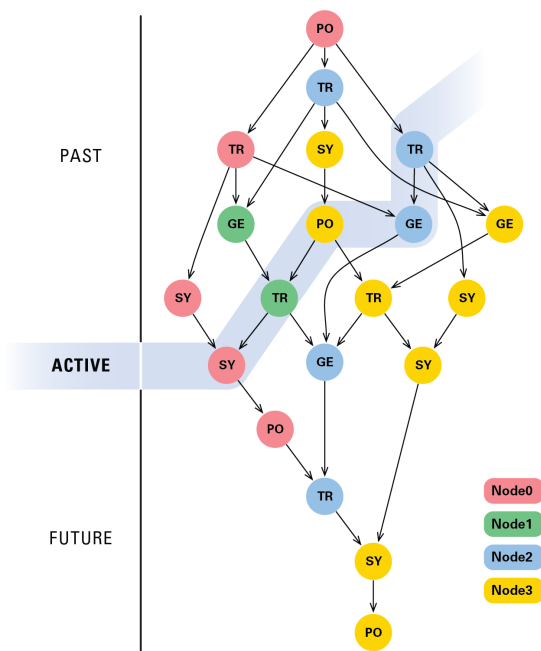 PO
TR
TR
SY
TR
PAST
GE
PO
GE
GE
SY
TR
TR
SY
ACTIVE
SY
GE
SY
PO
Node0
TR
Node1
FUTURE
Node2
SY
Node3
PO